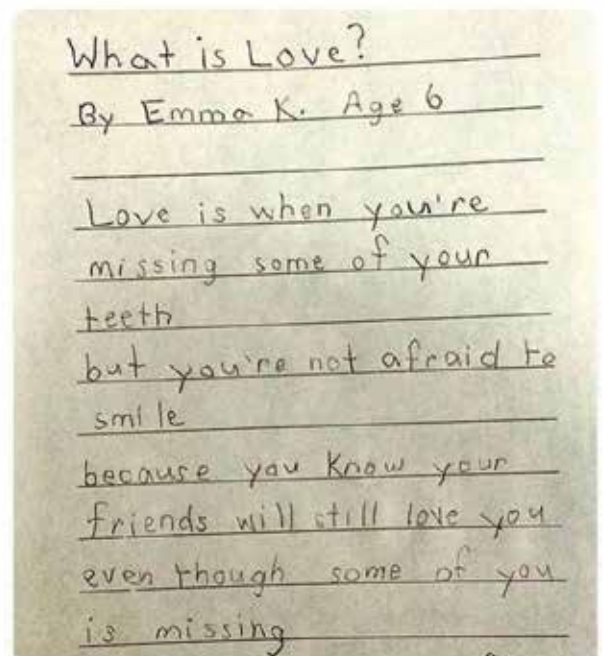 What is Love?
By Emma K. Age 6
Love is when you're
missing some of your
teeth
but you're not afraid to
smile
because you know your
friends will still love you
even though some of you
is missing